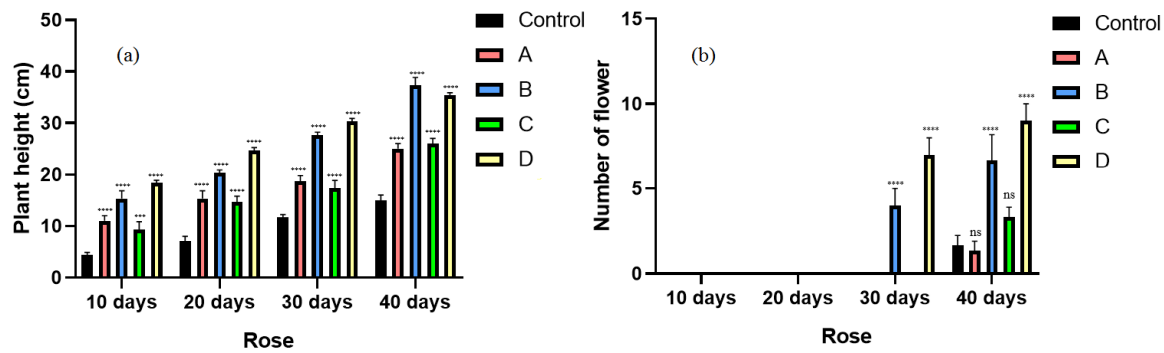 (a)
Plant height (cm)
50
40
30
20
10
0
**** **** *** ****
**** **** **** ****
**** **** **** ****
**** **** **** ****
10 days 20 days 30 days 40 days
Rose
Control
A
B
C
D
(b)
Number of flower
15
10
5
0
**** ****
ns **** ns ****
10 days 20 days 30 days 40 days
Rose
Control
A
B
C
D